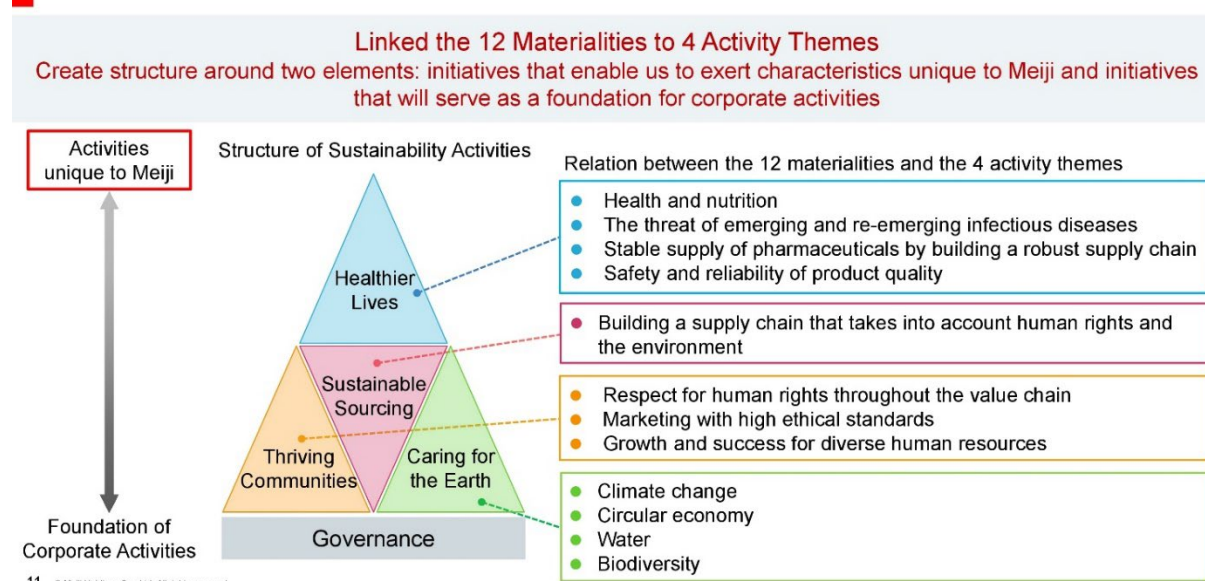 Linked the 12 Materialities to 4 Activity Themes
Create structure around two elements: initiatives that enable us to exert characteristics unique to Meiji and initiatives
that will serve as a foundation for corporate activities
Activities
unique to Meiji
Foundation of
Corporate Activities
Structure of Sustainability Activities
Healthier
Lives
Sustainable
Sourcing
Thriving
Communities
Caring for
the Earth
Governance
Relation between the 12 materialities and the 4 activity themes
● Health and nutrition
● The threat of emerging and re-emerging infectious diseases
● Stable supply of pharmaceuticals by building a robust supply chain
● Safety and reliability of product quality
● Building a supply chain that takes into account human rights and
the environment
● Respect for human rights throughout the value chain
● Marketing with high ethical standards
● Growth and success for diverse human resources
● Climate change
● Circular economy
● Water
● Biodiversity
11